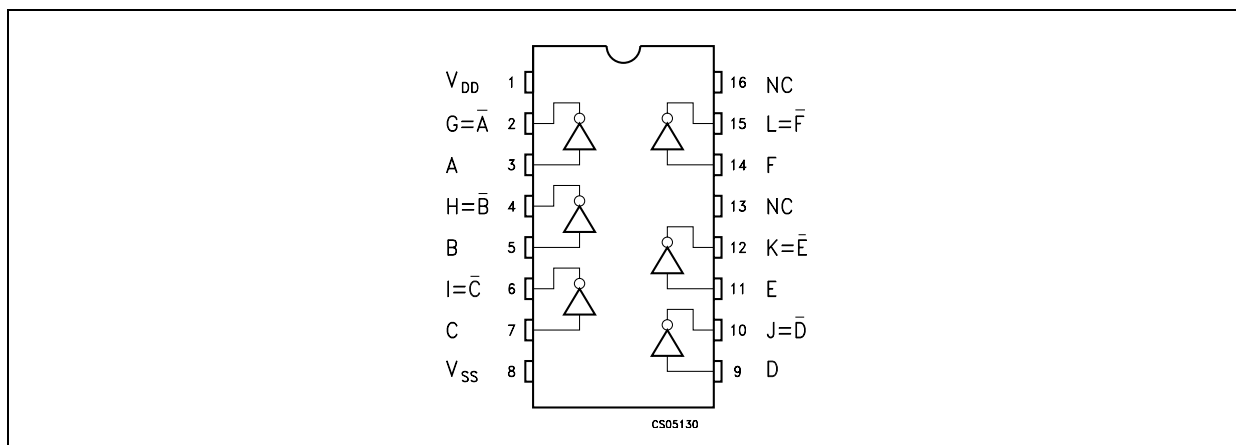 V_DD 1 16 NC
G=A̅ 2 15 L=F̅
A 3 14 F
H=B̅ 4 13 NC
B 5 12 K=E̅
I=C̅ 6 11 E
C 7 10 J=D̅
V_SS 8 9 D
CS05130